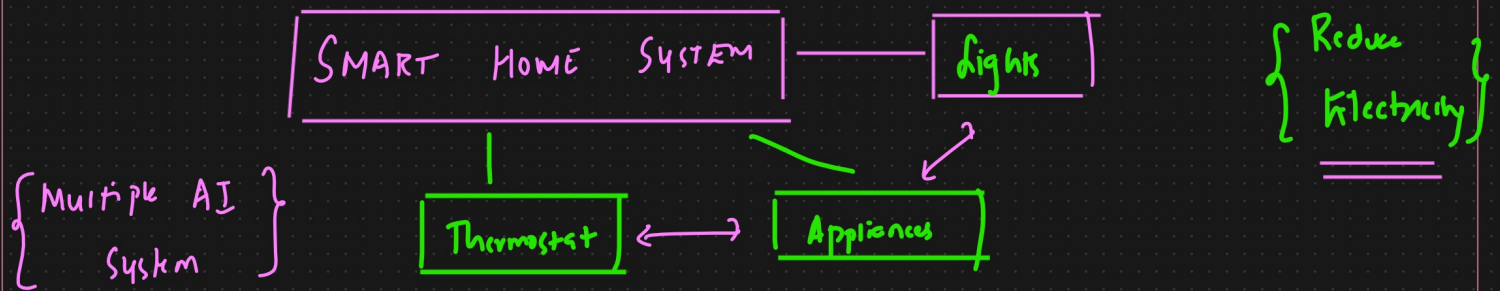 SMART HOME SYSTEM
Lights
{ Reduce
Electricity }
{ Multiple AI
System }
Thermostat
Appliances